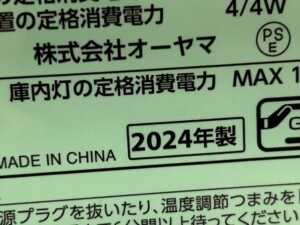 置の定格消費電力 4/4W
株式会社オーヤマ
PS
E
庫内灯の定格消費電力 MAX 1
2024年製
MADE IN CHINA
源プラグを抜いたり、温度調節つまみを
以上待ってください